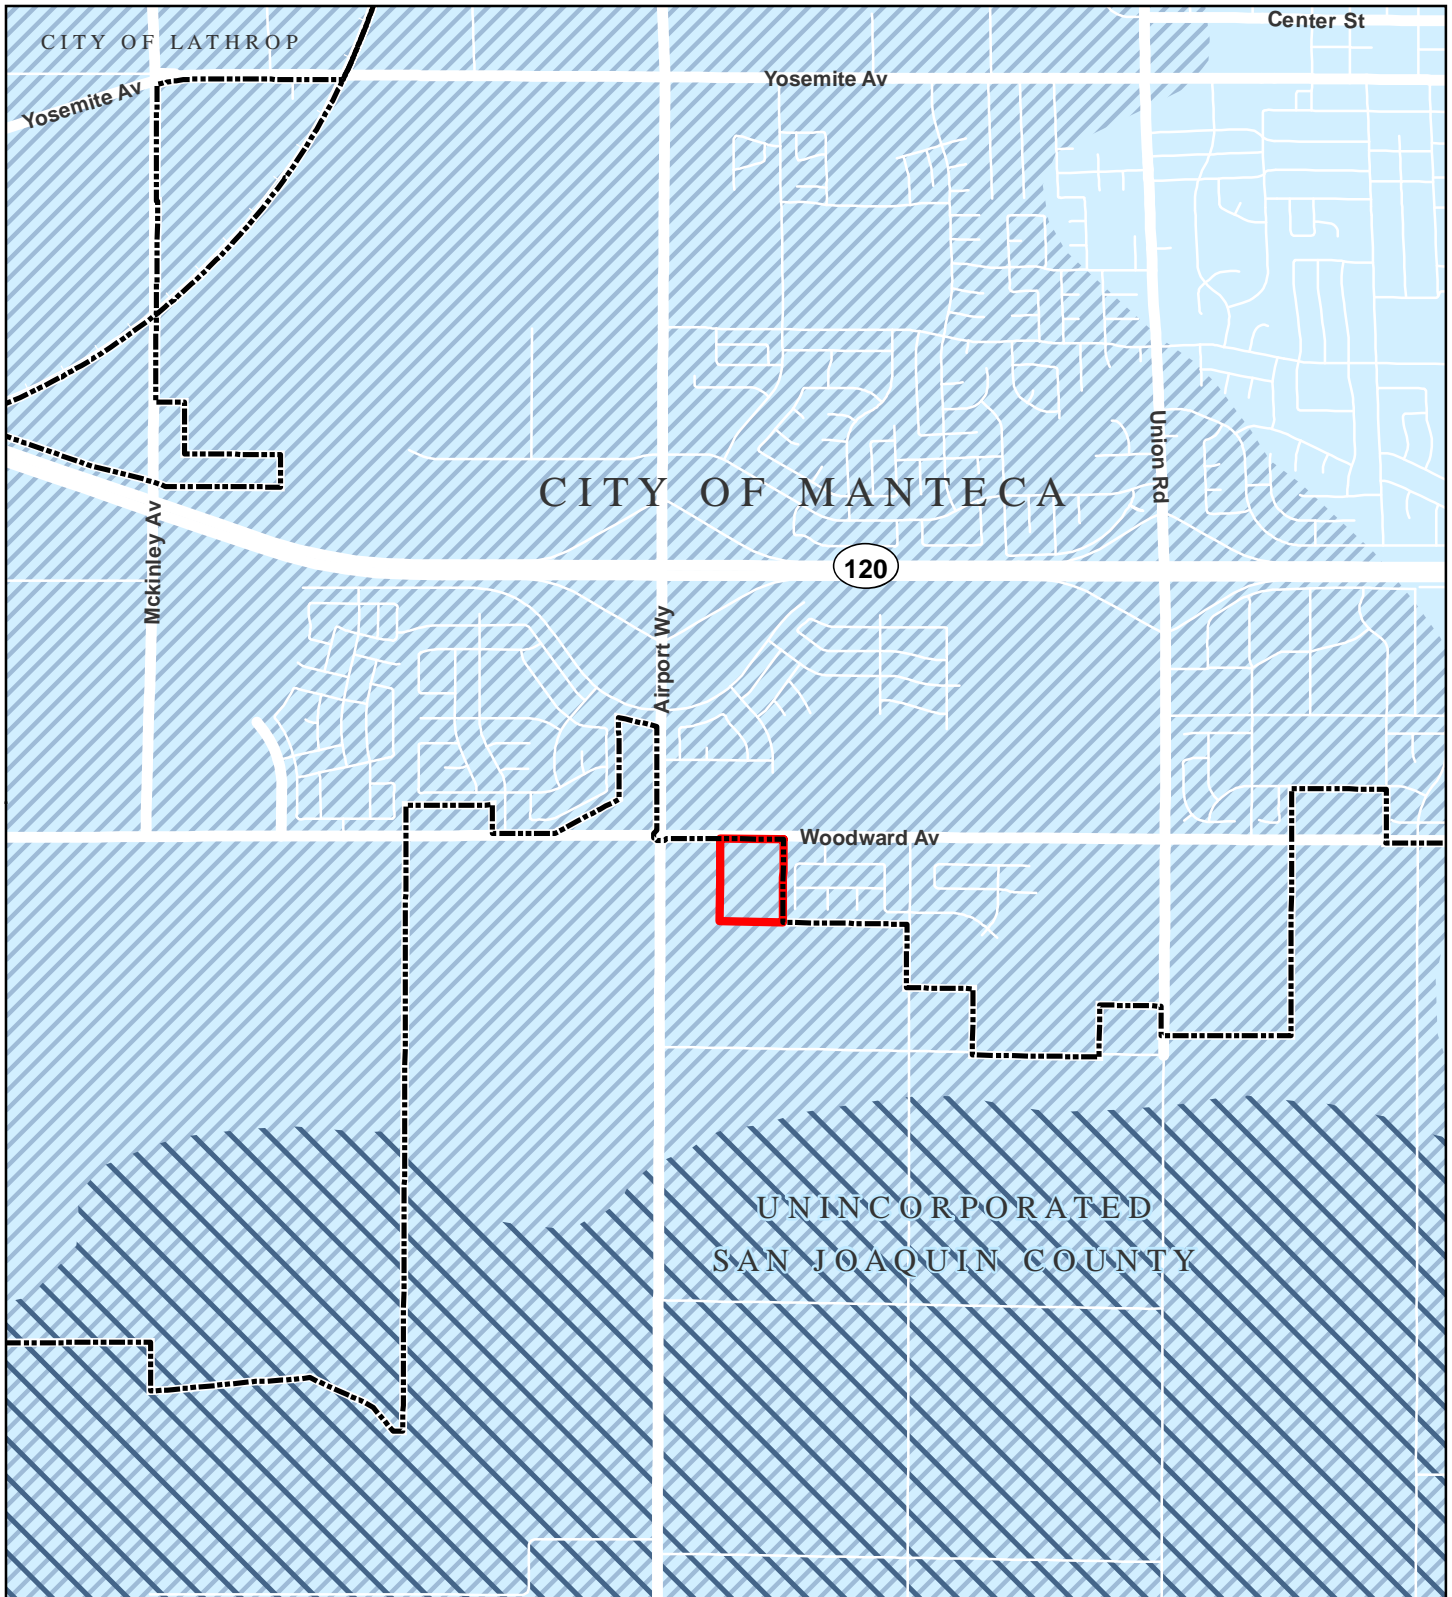 Center St
CITY OF LATHROP
Yosemite Av
Yosemite Av
Union Rd
CITY OF MANTECA
120
Mckinley Av
Airport Wy
Woodward Av
UNINCORPORATED
SAN JOAQUIN COUNTY